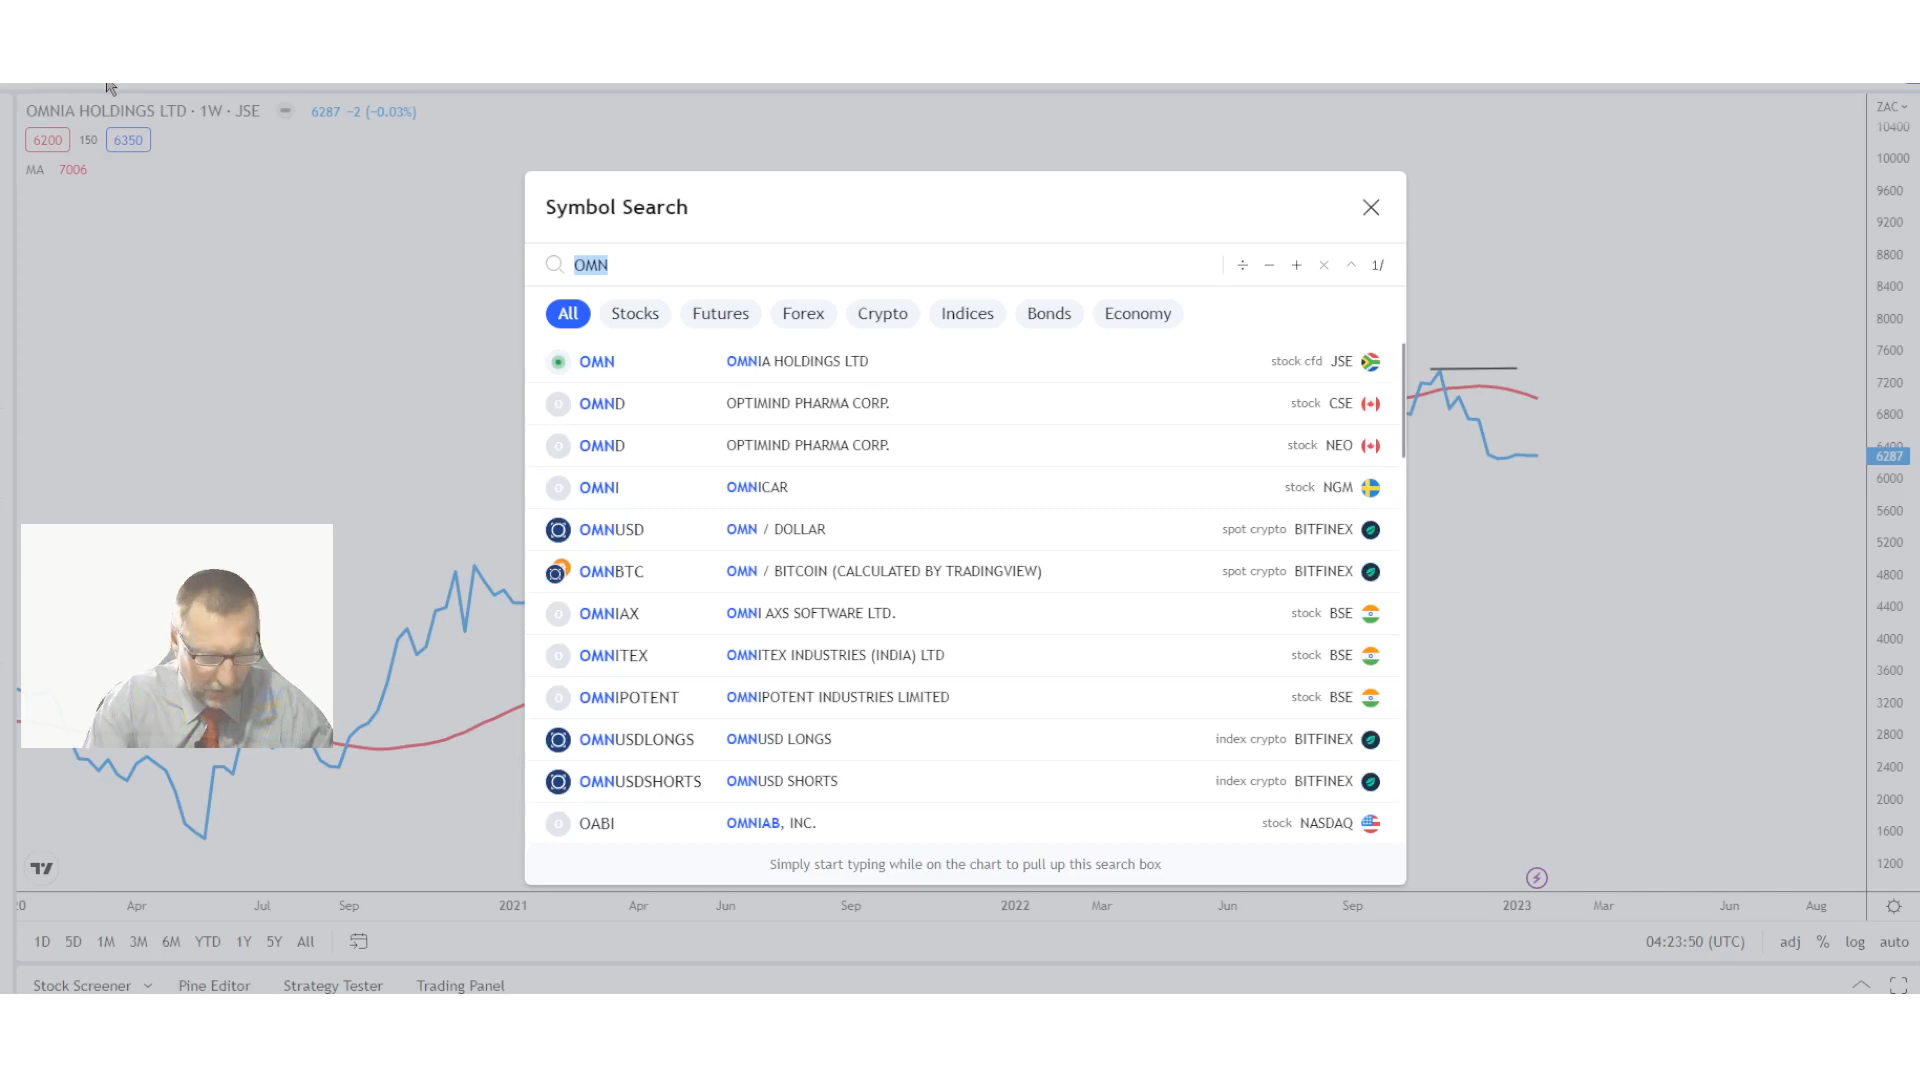 OMNIA HOLDINGS LTD · 1W · JSE 6287 −2 (−0.03%)
6200 150 6350
MA 7006
ZAC
10400
10000
9600
9200
8800
8400
8000
7600
7200
6800
6400
6287
6000
5600
5200
4800
4400
4000
3600
3200
2800
2400
2000
1600
1200
Symbol Search
OMN ÷ − + × ^ 1/
All Stocks Futures Forex Crypto Indices Bonds Economy
OMN OMNIA HOLDINGS LTD stock cfd JSE
O OMND OPTIMIND PHARMA CORP. stock CSE
O OMND OPTIMIND PHARMA CORP. stock NEO
O OMNI OMNICAR stock NGM
OMNUSD OMN / DOLLAR spot crypto BITFINEX
OMNBTC OMN / BITCOIN (CALCULATED BY TRADINGVIEW) spot crypto BITFINEX
O OMNIAX OMNI AXS SOFTWARE LTD. stock BSE
O OMNITEX OMNITEX INDUSTRIES (INDIA) LTD stock BSE
O OMNIPOTENT OMNIPOTENT INDUSTRIES LIMITED stock BSE
OMNUSDLONGS OMNUSD LONGS index crypto BITFINEX
OMNUSDSHORTS OMNUSD SHORTS index crypto BITFINEX
O OABI OMNIAB, INC. stock NASDAQ
Simply start typing while on the chart to pull up this search box
20 Apr Jul Sep 2021 Apr Jun Sep 2022 Mar Jun Sep 2023 Mar Jun Aug
1D 5D 1M 3M 6M YTD 1Y 5Y All 04:23:50 (UTC) adj % log auto
Stock Screener Pine Editor Strategy Tester Trading Panel